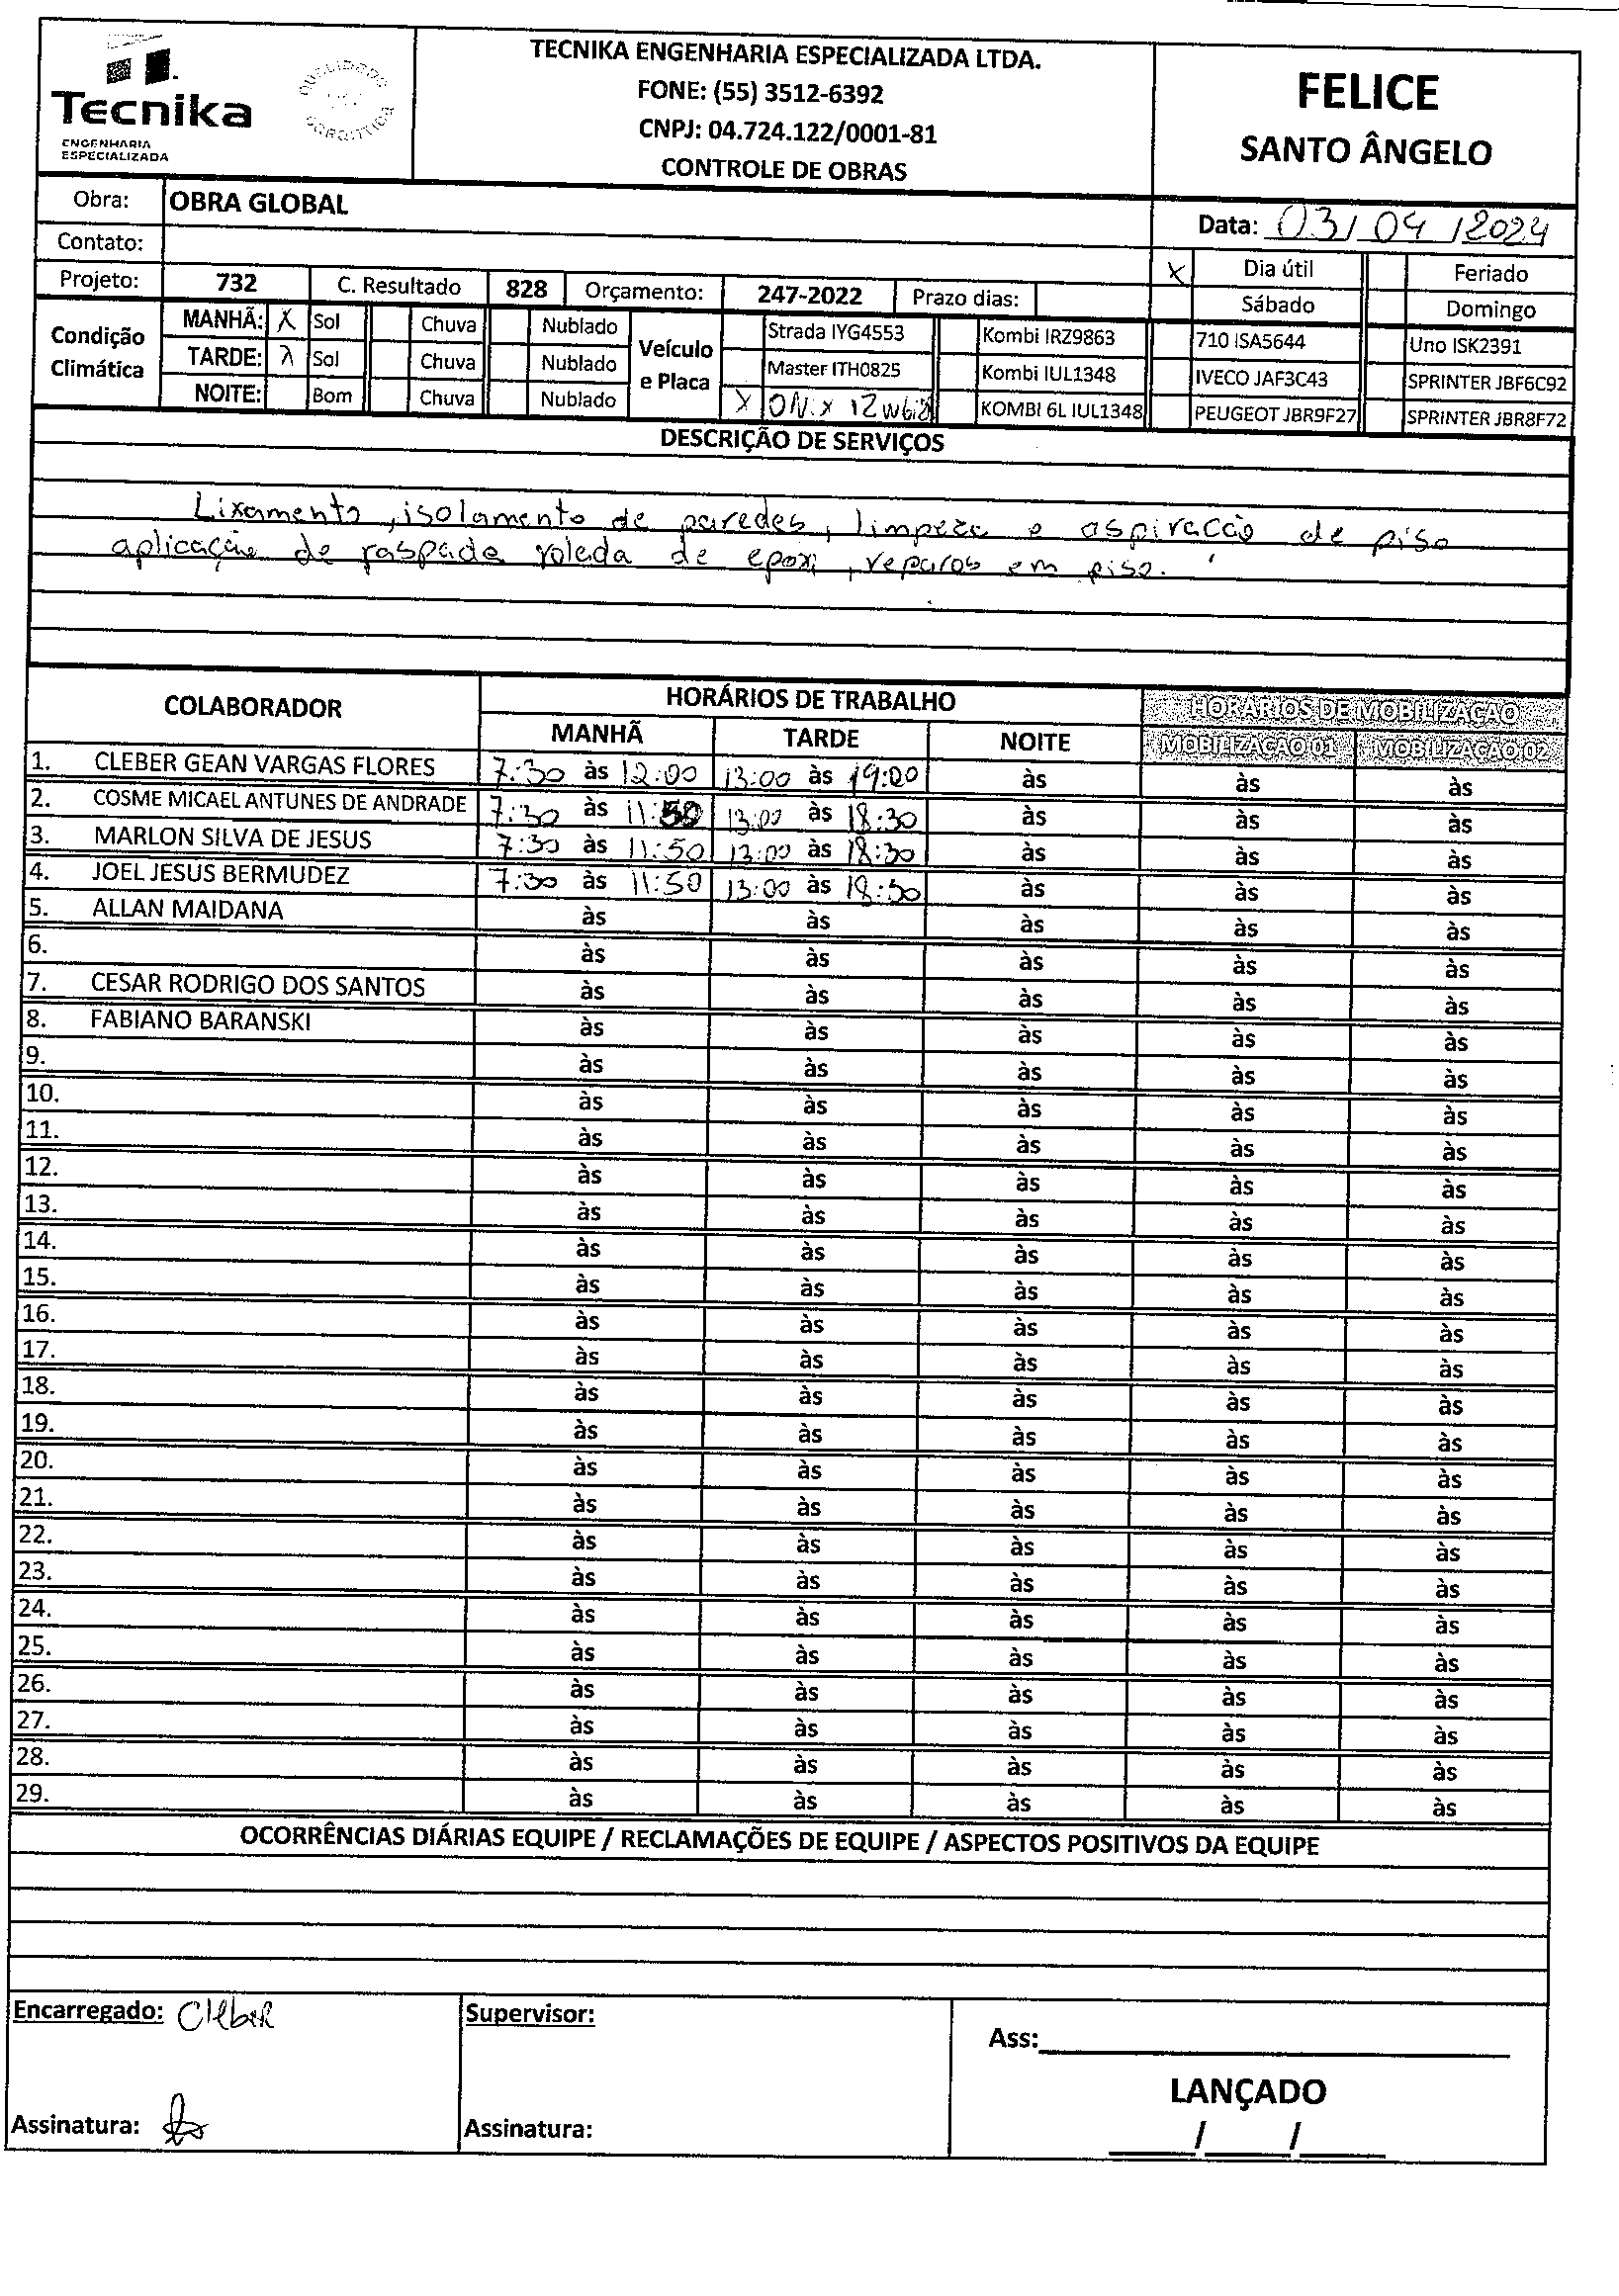 Tecnika
ENGENHARIA
ESPECIALIZADA
TECNIKA ENGENHARIA ESPECIALIZADA LTDA.
FONE: (55) 3512-6392
CNPJ: 04.724.122/0001-81
CONTROLE DE OBRAS
FELICE
SANTO ÂNGELO
Obra: OBRA GLOBAL
Data: 03/04/2024
Contato:
X Dia útil Feriado
Projeto: 732 C. Resultado 828 Orçamento: 247-2022 Prazo dias:
Sábado Domingo
Condição Climática
MANHÃ: X Sol Chuva Nublado
TARDE: X Sol Chuva Nublado
NOITE: Bom Chuva Nublado
Veículo e Placa
Strada IYG4553 Kombi IRZ9863 710 ISA5644 Uno ISK2391
Master ITH0825 Kombi IUL1348 IVECO JAF3C43 SPRINTER JBF6C92
X ONIX KOMBI 6L IUL1348 PEUGEOT JBR9F27 SPRINTER JBR8F72
DESCRIÇÃO DE SERVIÇOS
Lixamento, isolamento de paredes, limpeza e aspiracão de piso
aplicação de raspada roleda de epoxi, reparos em piso.
COLABORADOR HORÁRIOS DE TRABALHO HORÁRIOS DE MOBILIZAÇÃO
MANHÃ TARDE NOITE MOBILIZAÇÃO 01 MOBILIZAÇÃO 02
1. CLEBER GEAN VARGAS FLORES 7:30 às 12:00 13:00 às 19:00 às às às
2. COSME MICAEL ANTUNES DE ANDRADE 7:30 às 11:50 13:00 às 18:30 às às às
3. MARLON SILVA DE JESUS 7:30 às 11:50 13:00 às 18:30 às às às
4. JOEL JESUS BERMUDEZ 7:30 às 11:50 13:00 às 18:30 às às às
5. ALLAN MAIDANA às às às às às
6. às às às às às
7. CESAR RODRIGO DOS SANTOS às às às às às
8. FABIANO BARANSKI às às às às às
9. às às às às às
10. às às às às às
11. às às às às às
12. às às às às às
13. às às às às às
14. às às às às às
15. às às às às às
16. às às às às às
17. às às às às às
18. às às às às às
19. às às às às às
20. às às às às às
21. às às às às às
22. às às às às às
23. às às às às às
24. às às às às às
25. às às às às às
26. às às às às às
27. às às às às às
28. às às às às às
29. às às às às às
OCORRÊNCIAS DIÁRIAS EQUIPE / RECLAMAÇÕES DE EQUIPE / ASPECTOS POSITIVOS DA EQUIPE
Encarregado: Cleber
Supervisor:
Ass:
LANÇADO
Assinatura:
Assinatura:
/ /